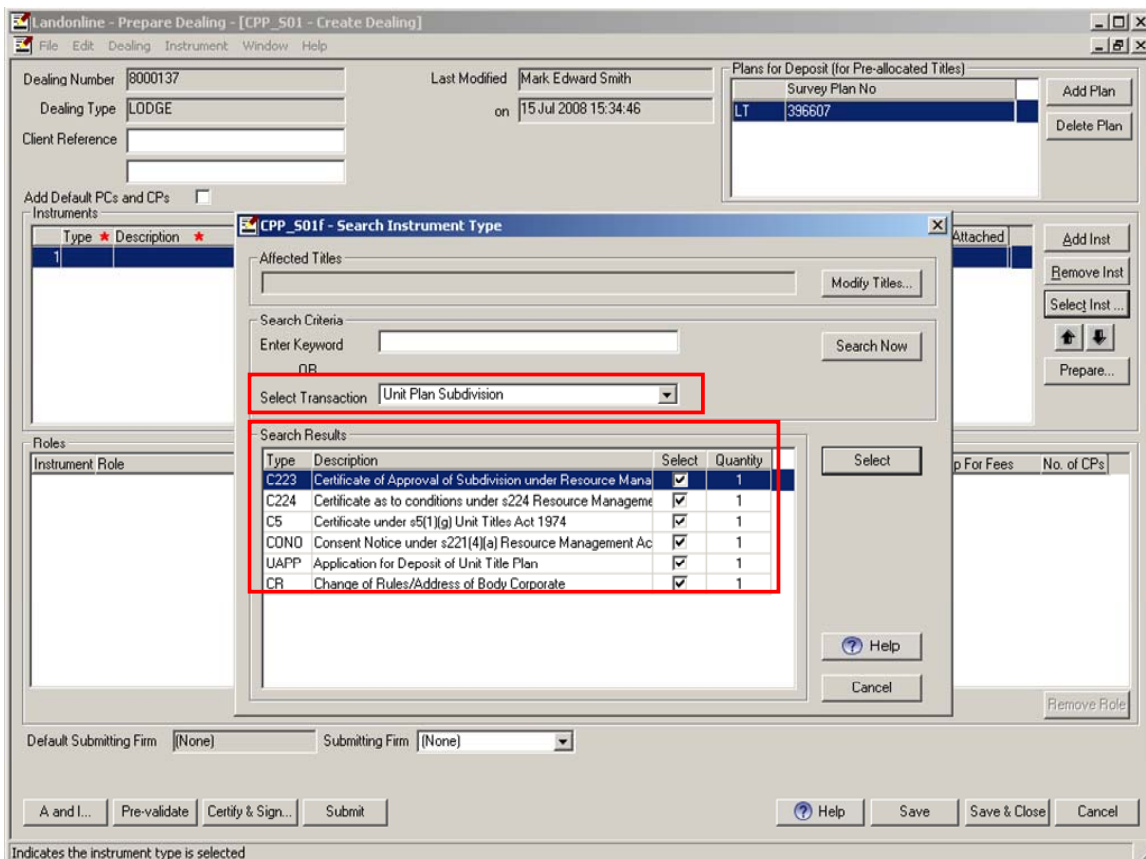 Landonline - Prepare Dealing - [CPP_S01 - Create Dealing]
File Edit Dealing Instrument Window Help
Dealing Number 8000137
Last Modified Mark Edward Smith
Plans for Deposit (for Pre-allocated Titles)
Survey Plan No
Add Plan
Dealing Type LODGE
on 15 Jul 2008 15:34:46
LT 396607
Delete Plan
Client Reference
Add Default PCs and CPs
Instruments
Type * Description *
Attached
Add Inst
1
Remove Inst
Select Inst ...
Prepare...
CPP_S01f - Search Instrument Type
Affected Titles
Modify Titles...
Search Criteria
Enter Keyword
Search Now
OR
Select Transaction Unit Plan Subdivision
Search Results
Type Description Select Quantity
Select
C223 Certificate of Approval of Subdivision under Resource Mana 1
C224 Certificate as to conditions under s224 Resource Manageme 1
C5 Certificate under s5(1)(g) Unit Titles Act 1974 1
CONO Consent Notice under s221(4)(a) Resource Management Ac 1
UAPP Application for Deposit of Unit Title Plan 1
CR Change of Rules/Address of Body Corporate 1
Help
Cancel
Roles
Instrument Role
p For Fees No. of CPs
Remove Role
Default Submitting Firm (None) Submitting Firm (None)
A and I... Pre-validate Certify & Sign... Submit Help Save Save & Close Cancel
Indicates the instrument type is selected